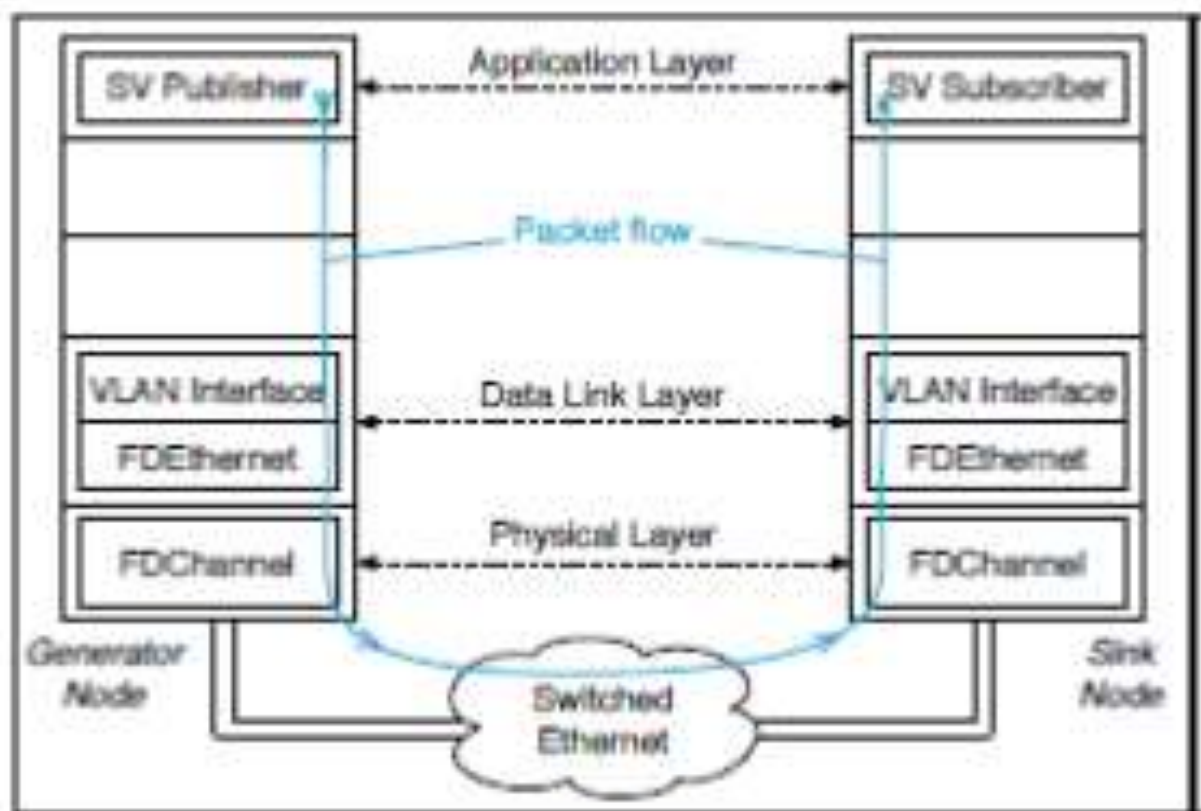 Application Layer
SV Publisher
SV Subscriber
Packet flow
VLAN Interface
Data Link Layer
VLAN Interface
FDEthernet
FDEthernet
Physical Layer
FDChannel
FDChannel
Generator
Node
Sink
Node
Switched
Ethernet